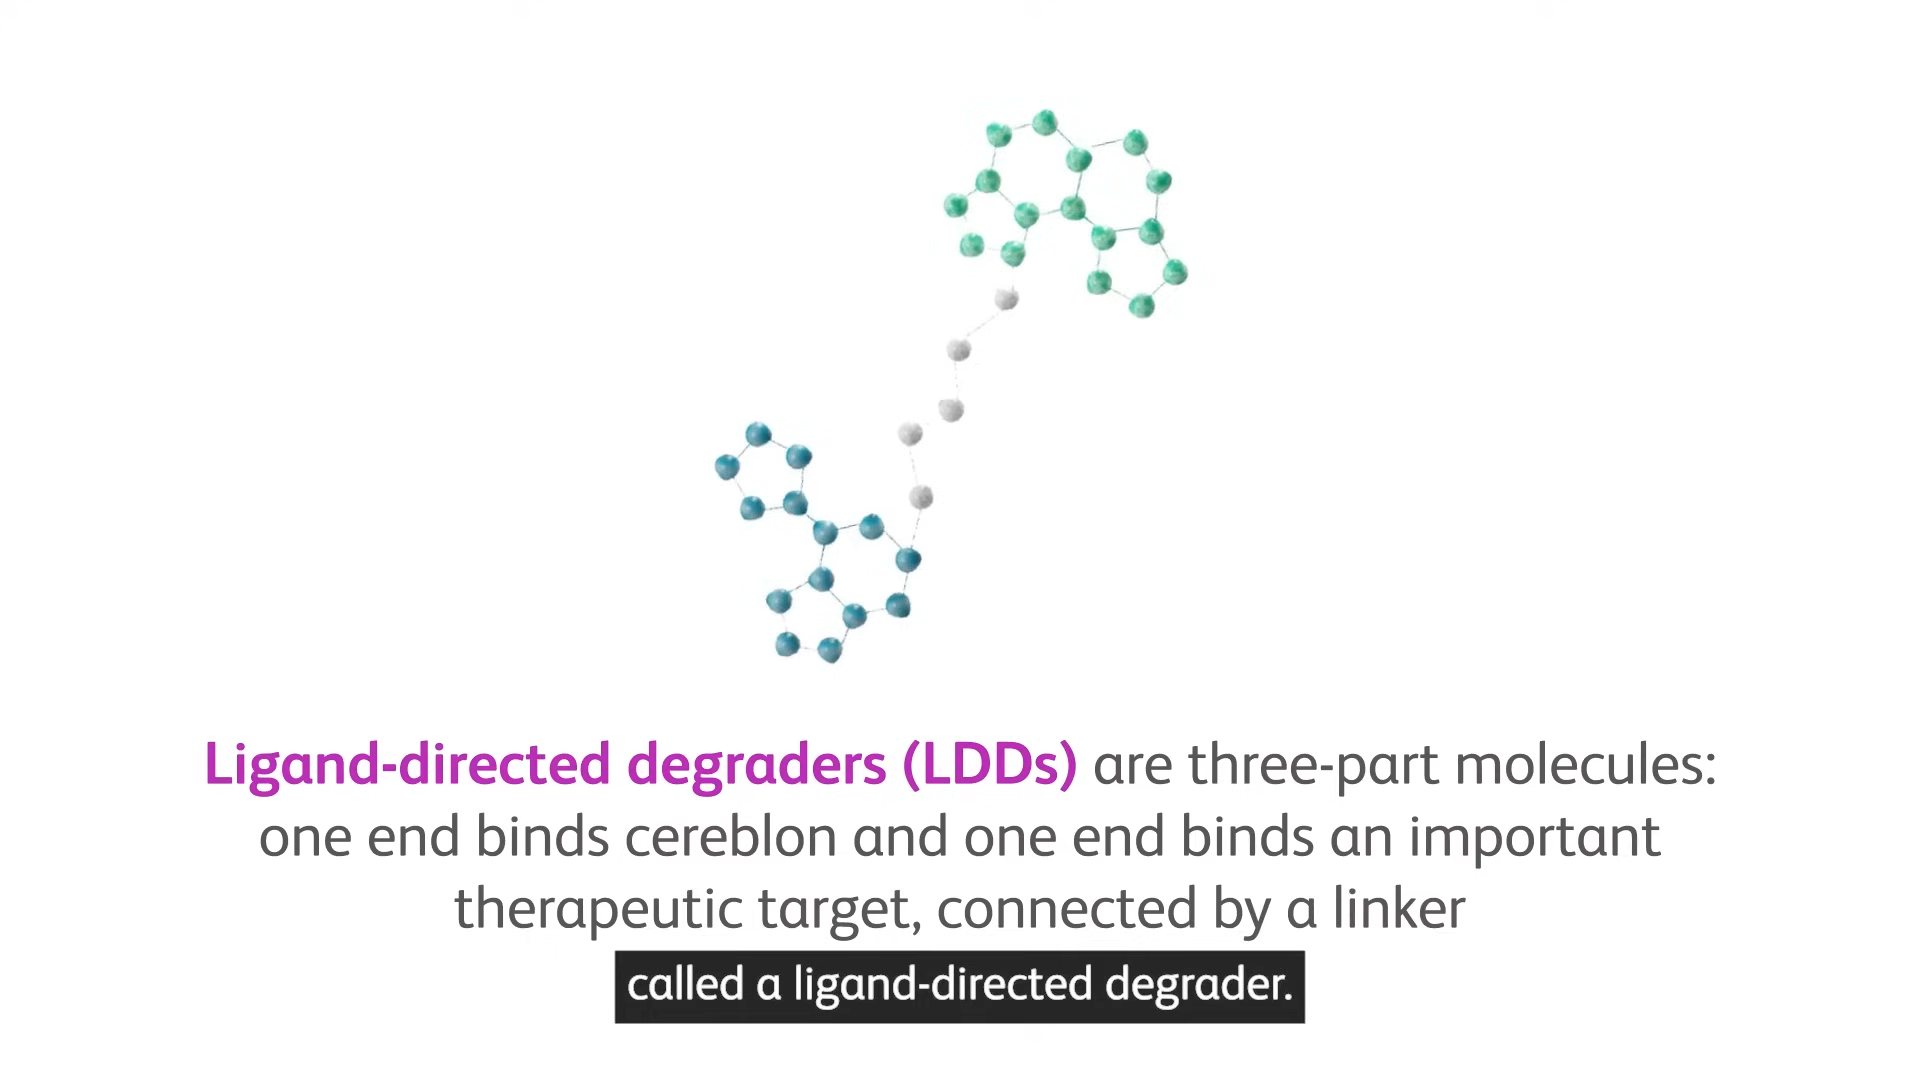 Ligand-directed degraders (LDDs) are three-part molecules:
one end binds cereblon and one end binds an important
therapeutic target, connected by a linker
called a ligand-directed degrader.